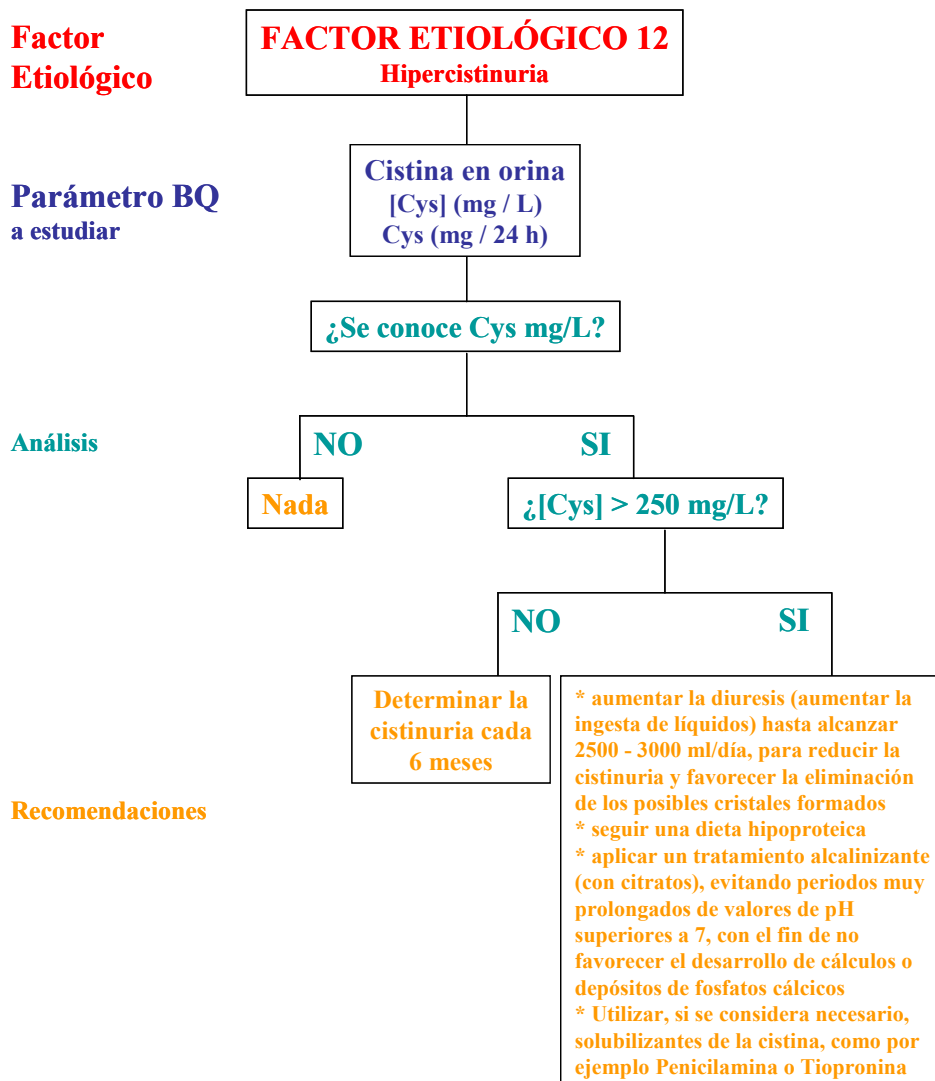 Factor
Etiológico
FACTOR ETIOLÓGICO 12
Hipercistinuria
Parámetro BQ
a estudiar
Cistina en orina
[Cys] (mg / L)
Cys (mg / 24 h)
¿Se conoce Cys mg/L?
Análisis
NO
SI
Nada
¿[Cys] > 250 mg/L?
NO
SI
Recomendaciones
Determinar la
cistinuria cada
6 meses
* aumentar la diuresis (aumentar la
ingesta de líquidos) hasta alcanzar
2500 - 3000 ml/día, para reducir la
cistinuria y favorecer la eliminación
de los posibles cristales formados
* seguir una dieta hipoproteica
* aplicar un tratamiento alcalinizante
(con citratos), evitando periodos muy
prolongados de valores de pH
superiores a 7, con el fin de no
favorecer el desarrollo de cálculos o
depósitos de fosfatos cálcicos
* Utilizar, si se considera necesario,
solubilizantes de la cistina, como por
ejemplo Penicilamina o Tiopronina